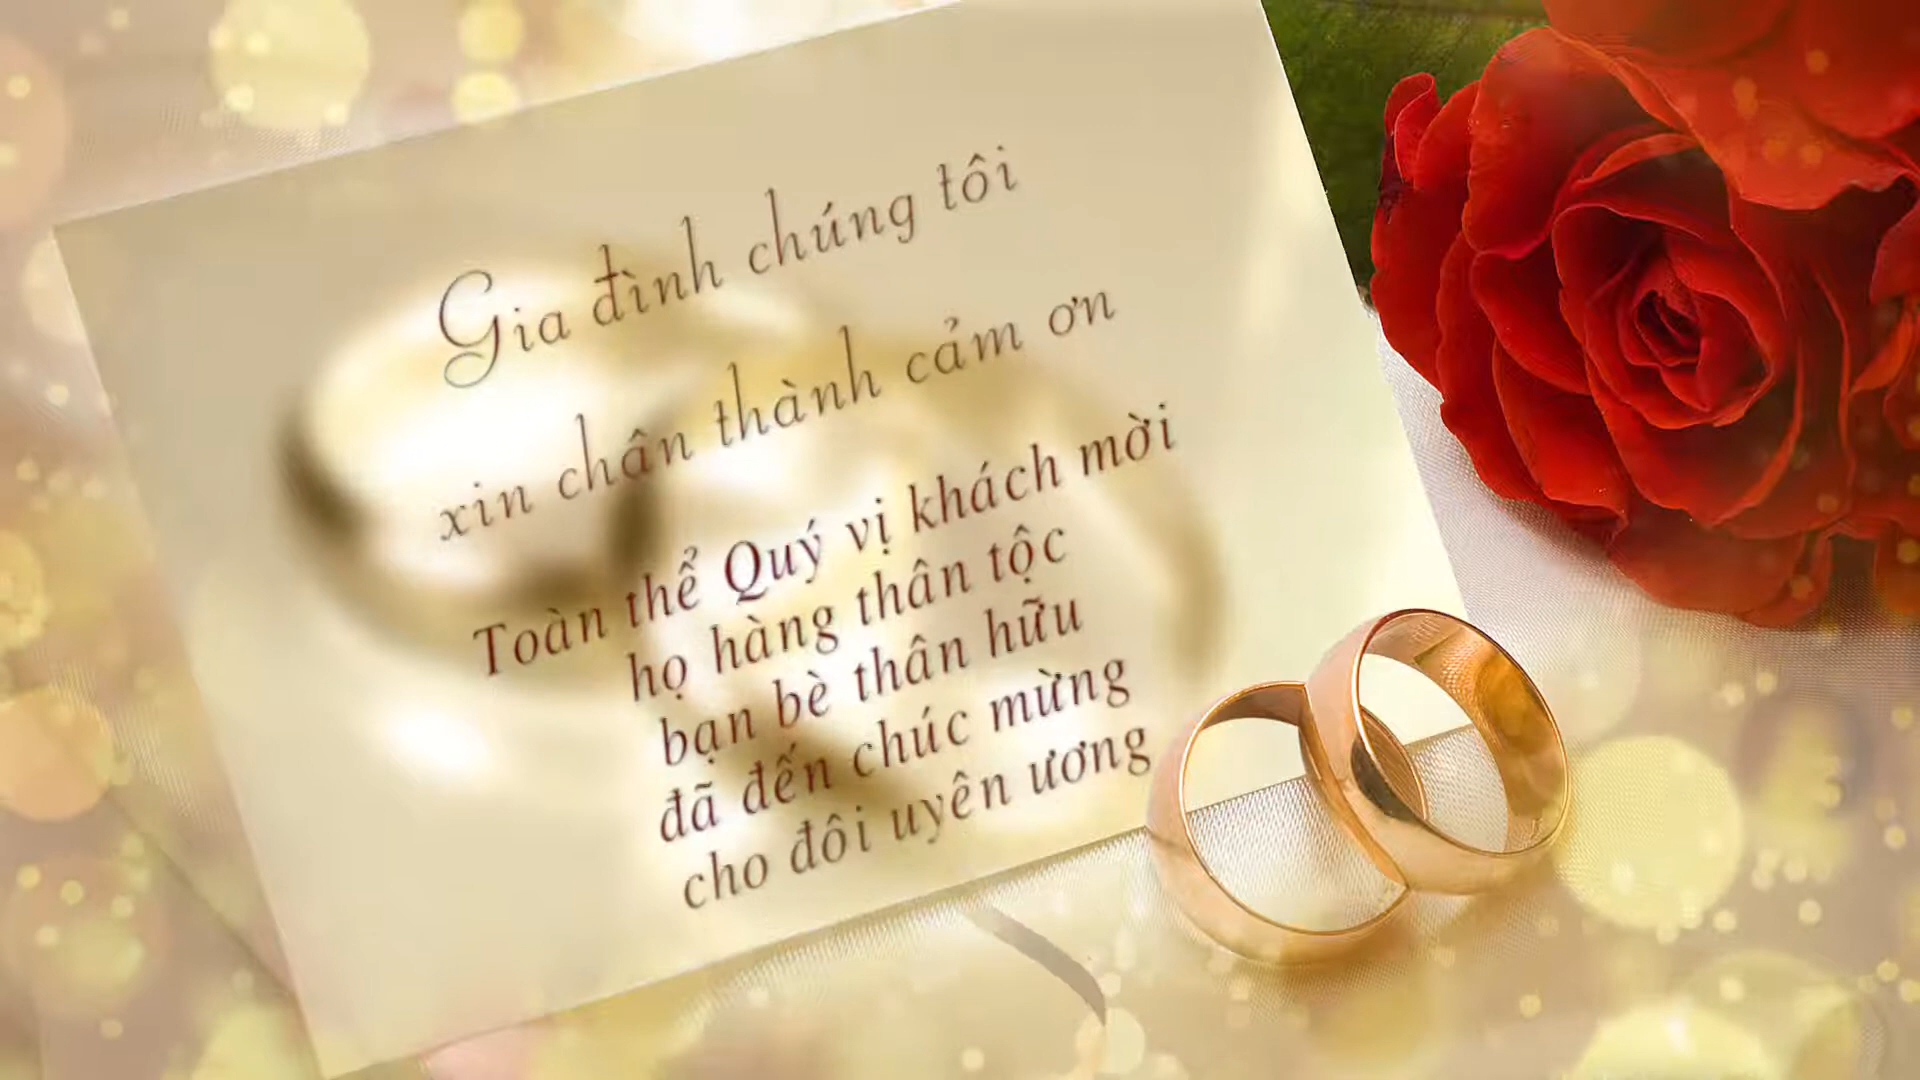 Gia đình chúng tôi
xin chân thành cảm ơn
Toàn thể Quý vị khách mời
họ hàng thân tộc
bạn bè thân hữu
đã đến chúc mừng
cho đôi uyên ương